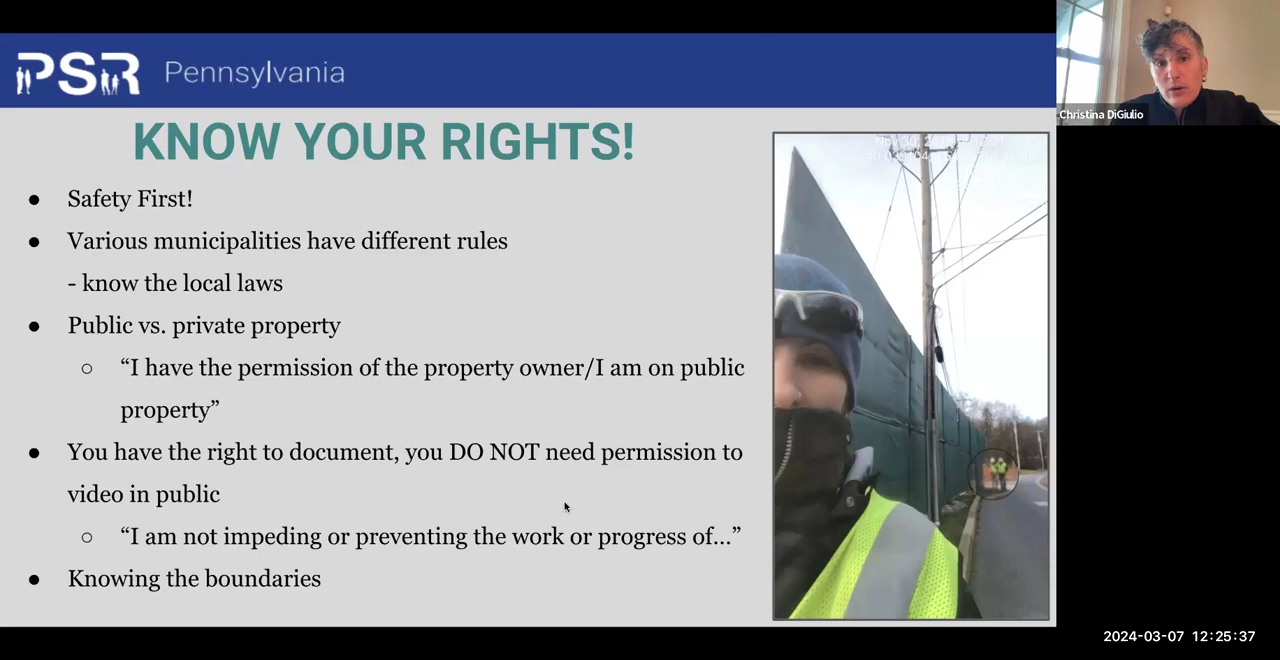 PSR Pennsylvania
KNOW YOUR RIGHTS!
● Safety First!
● Various municipalities have different rules
- know the local laws
● Public vs. private property
○ “I have the permission of the property owner/I am on public
property”
● You have the right to document, you DO NOT need permission to
video in public
○ “I am not impeding or preventing the work or progress of...”
● Knowing the boundaries
Christina DiGiulio
2024-03-07 12:25:37